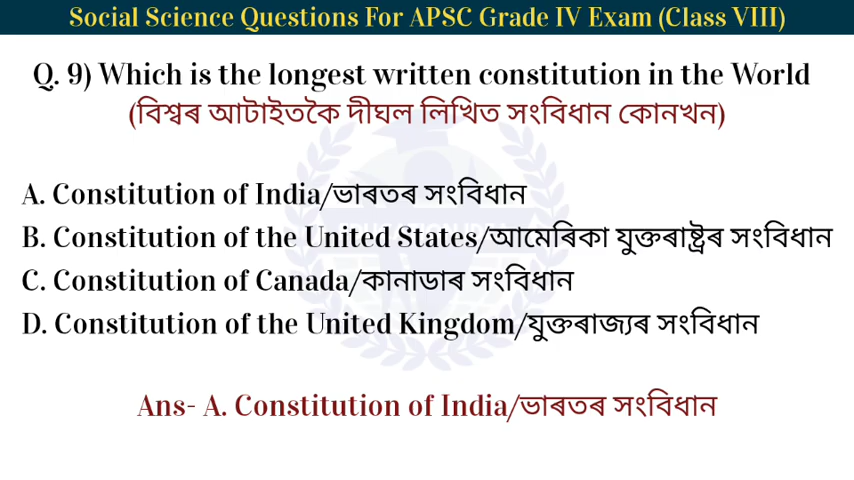 Social Science Questions For APSC Grade IV Exam (Class VIII)
Q. 9) Which is the longest written constitution in the World
(বিশ্বৰ আটাইতকৈ দীঘল লিখিত সংবিধান কোনখন)
A. Constitution of India/ভাৰতৰ সংবিধান
B. Constitution of the United States/আমেৰিকা যুক্তৰাষ্ট্ৰৰ সংবিধান
C. Constitution of Canada/কানাডাৰ সংবিধান
D. Constitution of the United Kingdom/যুক্তৰাজ্যৰ সংবিধান
Ans- A. Constitution of India/ভাৰতৰ সংবিধান